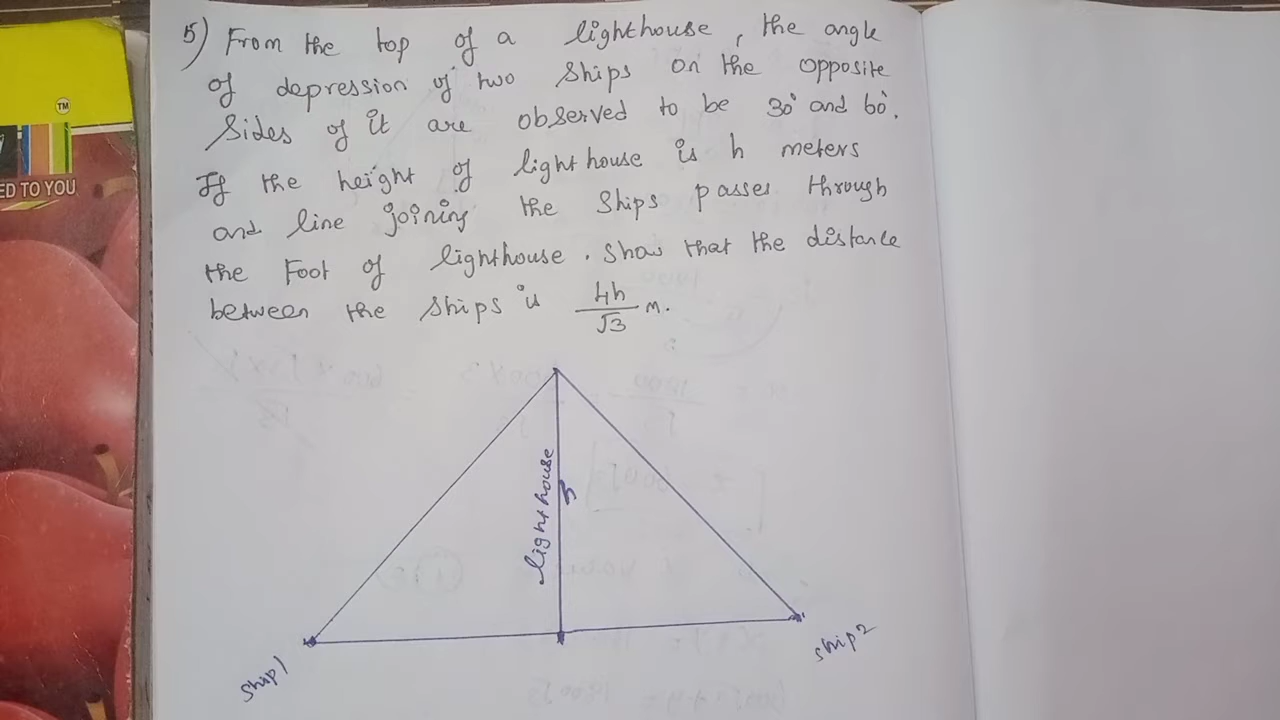 5) From the top of a lighthouse, the angle
of depression of two ships on the opposite
sides of it are observed to be 30° and 60°.
If the height of lighthouse is h meters
and line joining the ships passes through
the Foot of lighthouse. Show that the distance
between the ships is 4h/√3 m.
lighthouse
h
ship1
ship2
TM
ED TO YOU